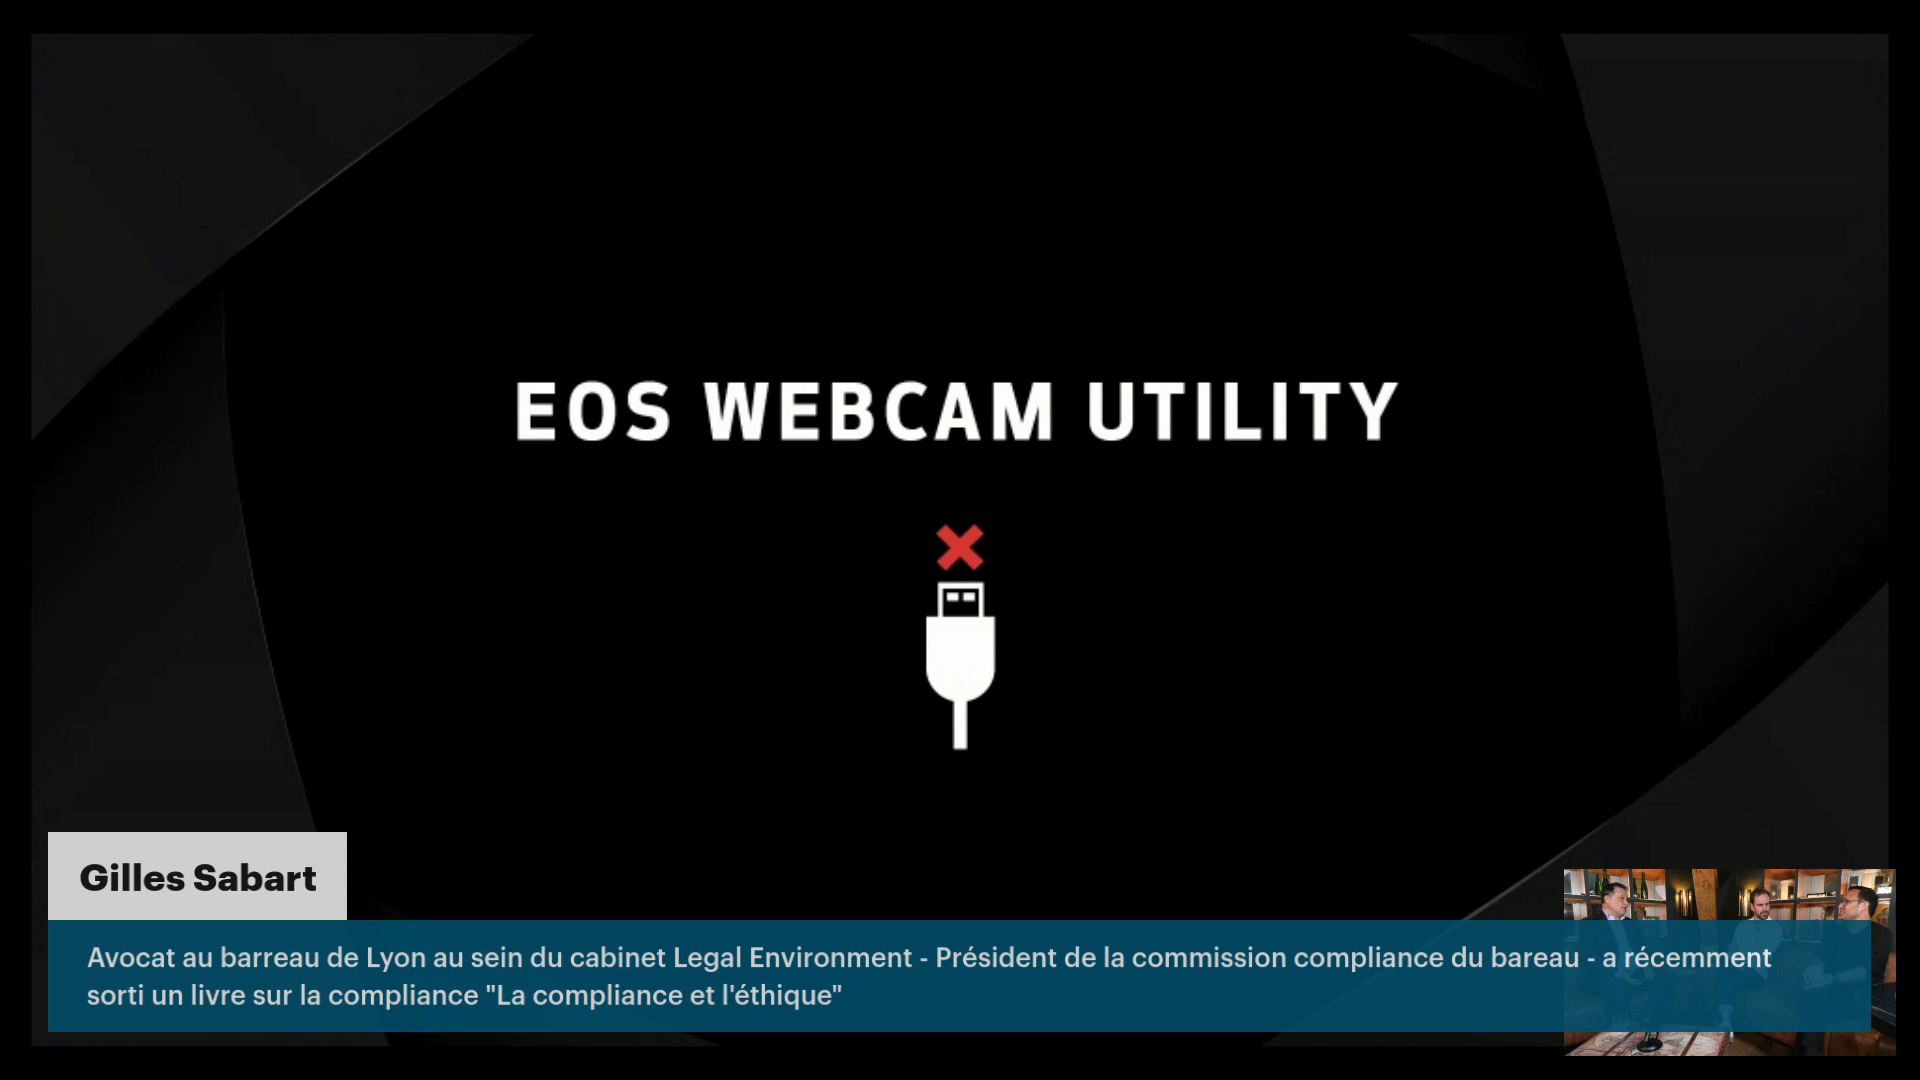 EOS WEBCAM UTILITY
Gilles Sabart
Avocat au barreau de Lyon au sein du cabinet Legal Environment - Président de la commission compliance du bareau - a récemment
sorti un livre sur la compliance "La compliance et l'éthique"